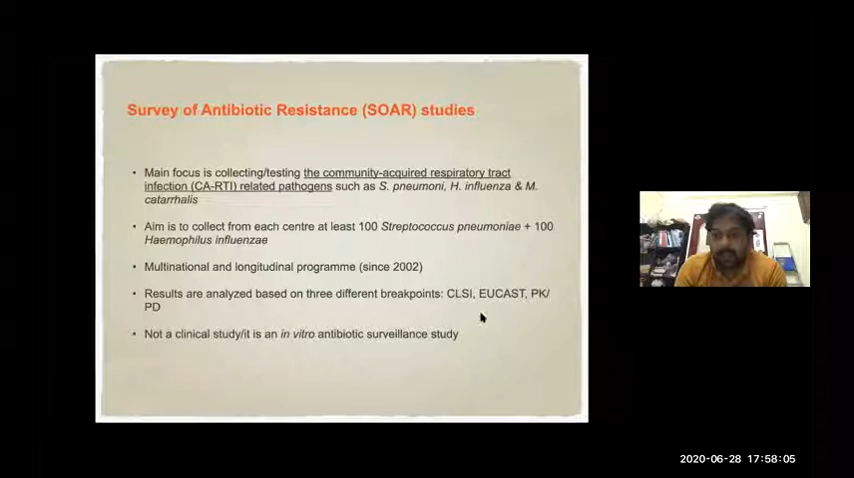 Survey of Antibiotic Resistance (SOAR) studies
• Main focus is collecting/testing the community-acquired respiratory tract
infection (CA-RTI) related pathogens such as S. pneumoni, H. influenza & M.
catarrhalis
• Aim is to collect from each centre at least 100 Streptococcus pneumoniae + 100
Haemophilus influenzae
• Multinational and longitudinal programme (since 2002)
• Results are analyzed based on three different breakpoints: CLSI, EUCAST, PK/
PD
• Not a clinical study/it is an in vitro antibiotic surveillance study
2020-06-28 17:58:05